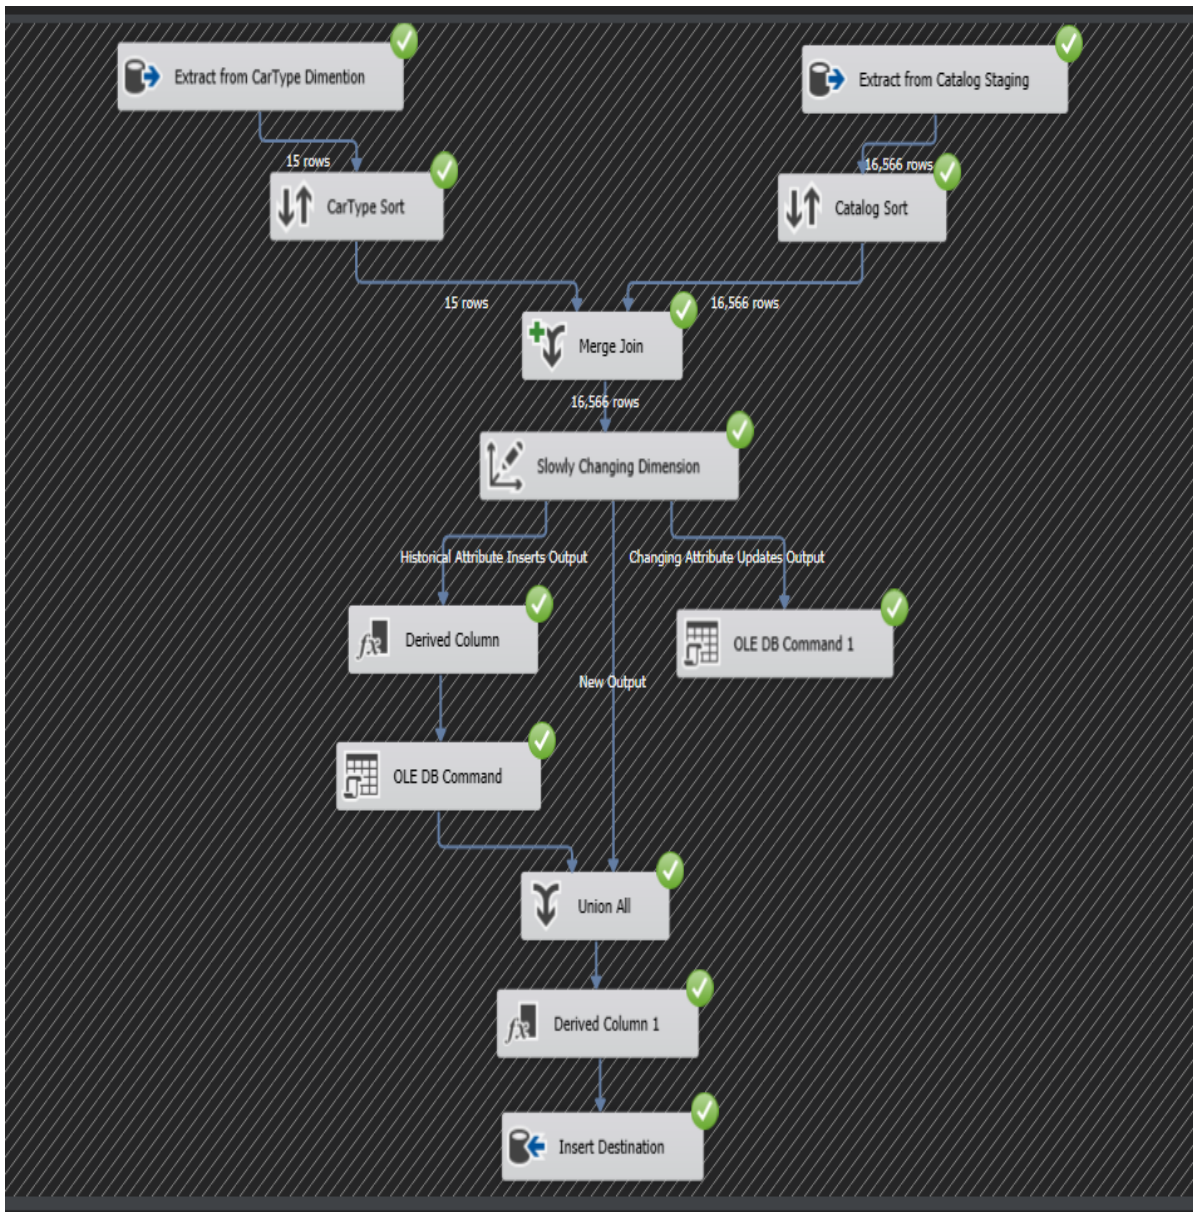 Extract from CarType Dimention
Extract from Catalog Staging
15 rows
16,566 rows
CarType Sort
Catalog Sort
15 rows
16,566 rows
Merge Join
16,566 rows
Slowly Changing Dimension
Historical Attribute Inserts Output
Changing Attribute Updates Output
Derived Column
OLE DB Command 1
New Output
OLE DB Command
Union All
Derived Column 1
Insert Destination